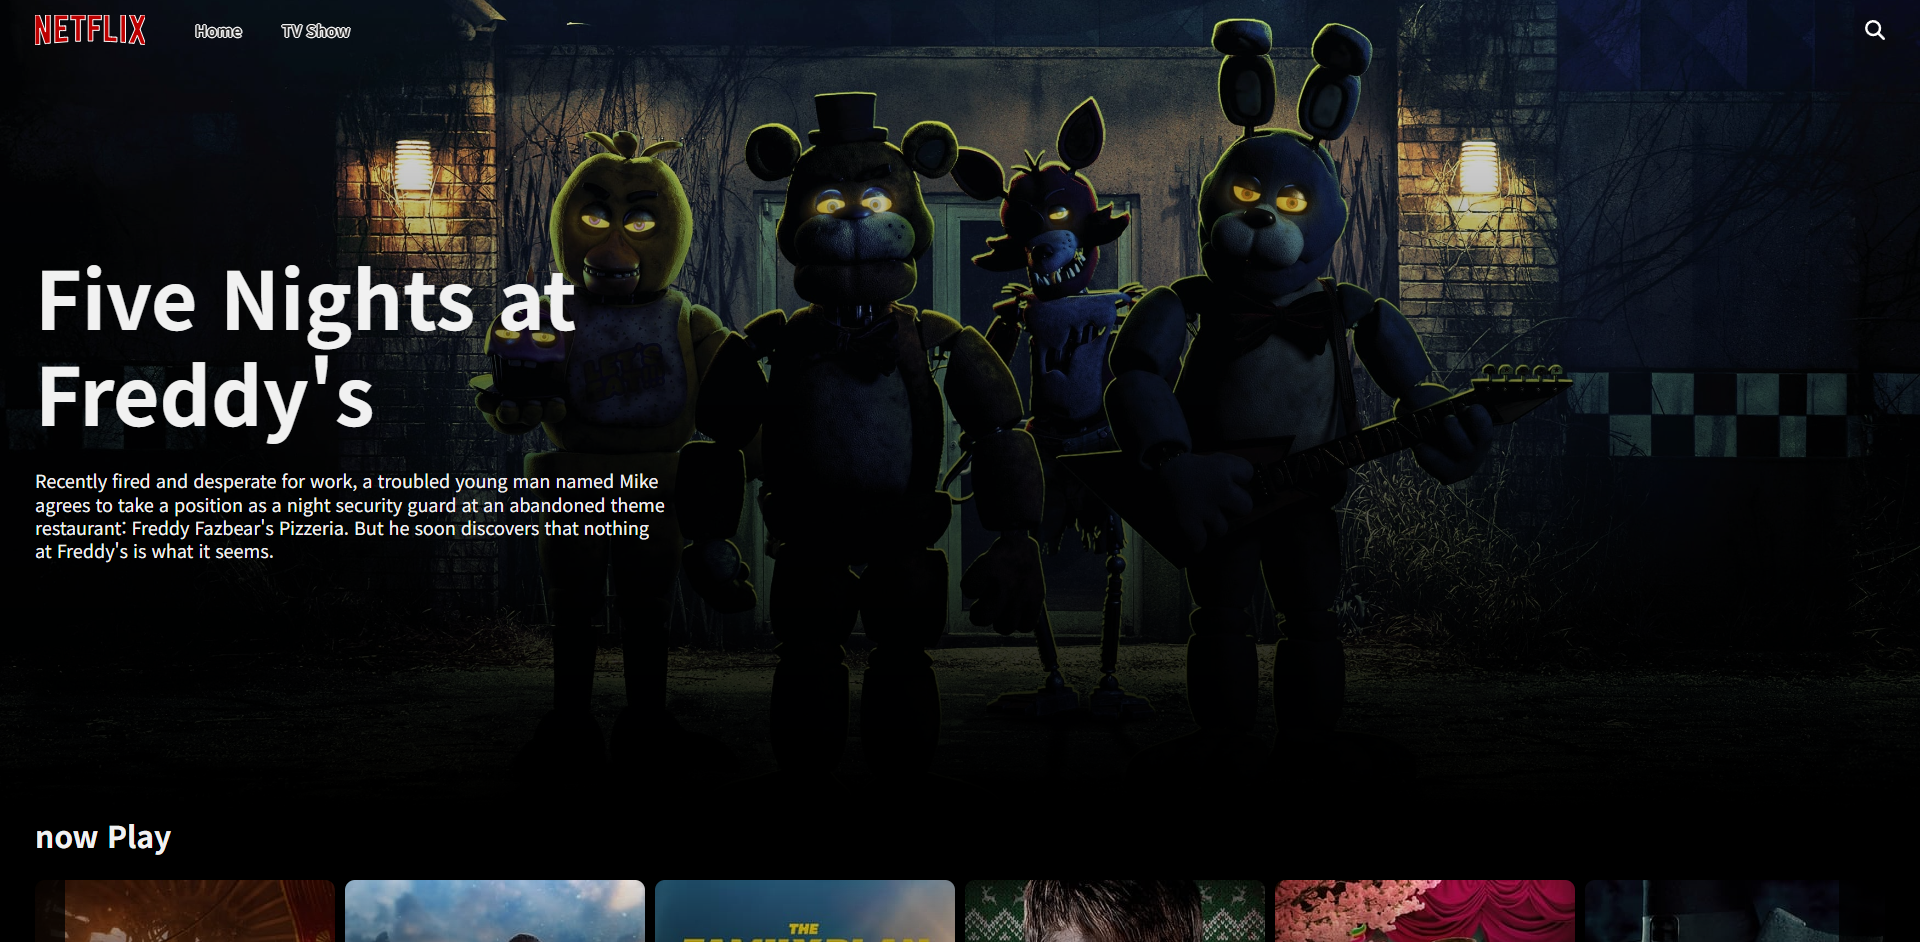 NETFLIX
Home
TV Show
Five Nights at
Freddy's
Recently fired and desperate for work, a troubled young man named Mike
agrees to take a position as a night security guard at an abandoned theme
restaurant: Freddy Fazbear's Pizzeria. But he soon discovers that nothing
at Freddy's is what it seems.
now Play
THE